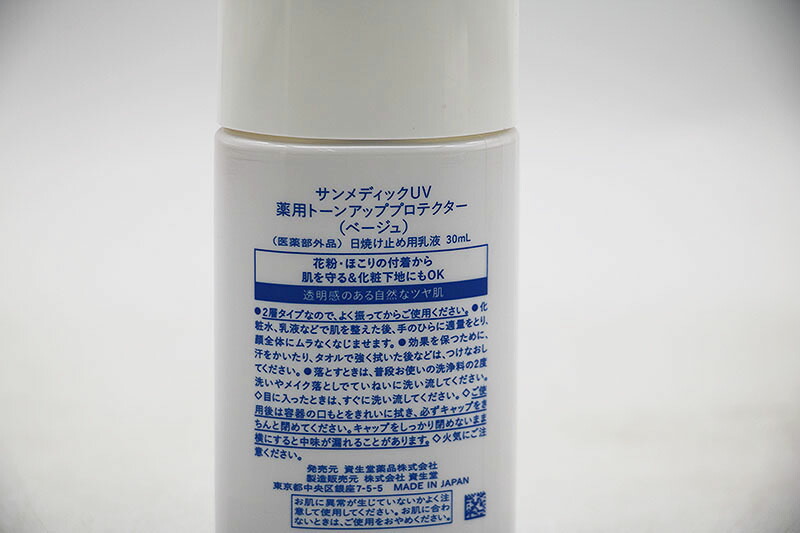 サンメディックUV
薬用トーンアッププロテクター
（ベージュ）
（医薬部外品）日焼け止め用乳液 30mL
花粉・ほこりの付着から
肌を守る&化粧下地にもOK
透明感のある自然なツヤ肌
●2層タイプなので、よく振ってからご使用ください。●化
粧水、乳液などで肌を整えた後、手のひらに適量をとり、
顔全体にムラなくなじませます。●効果を保つために、
汗をかいたり、タオルで強く拭いた後などは、つけなおし
てください。●落とすときは、普段お使いの洗浄料の2度
洗いやメイク落としでていねいに洗い流してください。
◇目に入ったときは、すぐに洗い流してください。◇ご使
用後は容器の口もとをきれいに拭き、必ずキャップをき
ちんと閉めてください。キャップをしっかり閉めないまま
横にすると中味が漏れることがあります。◇火気にご注
意ください。
発売元 資生堂薬品株式会社
製造販売元 株式会社 資生堂
東京都中央区銀座7-5-5 MADE IN JAPAN
お肌に異常が生じていないかよく注
意して使用してください。お肌に合わ
ないときは、ご使用をおやめください。